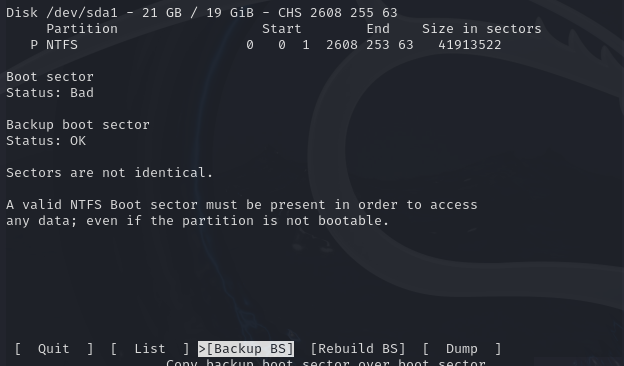 Disk /dev/sda1 - 21 GB / 19 GiB - CHS 2608 255 63
Partition Start End Size in sectors
P NTFS 0 0 1 2608 253 63 41913522
Boot sector
Status: Bad
Backup boot sector
Status: OK
Sectors are not identical.
A valid NTFS Boot sector must be present in order to access
any data; even if the partition is not bootable.
[ Quit ] [ List ] >[Backup BS] [Rebuild BS] [ Dump ]
Copy backup boot sector over boot sector